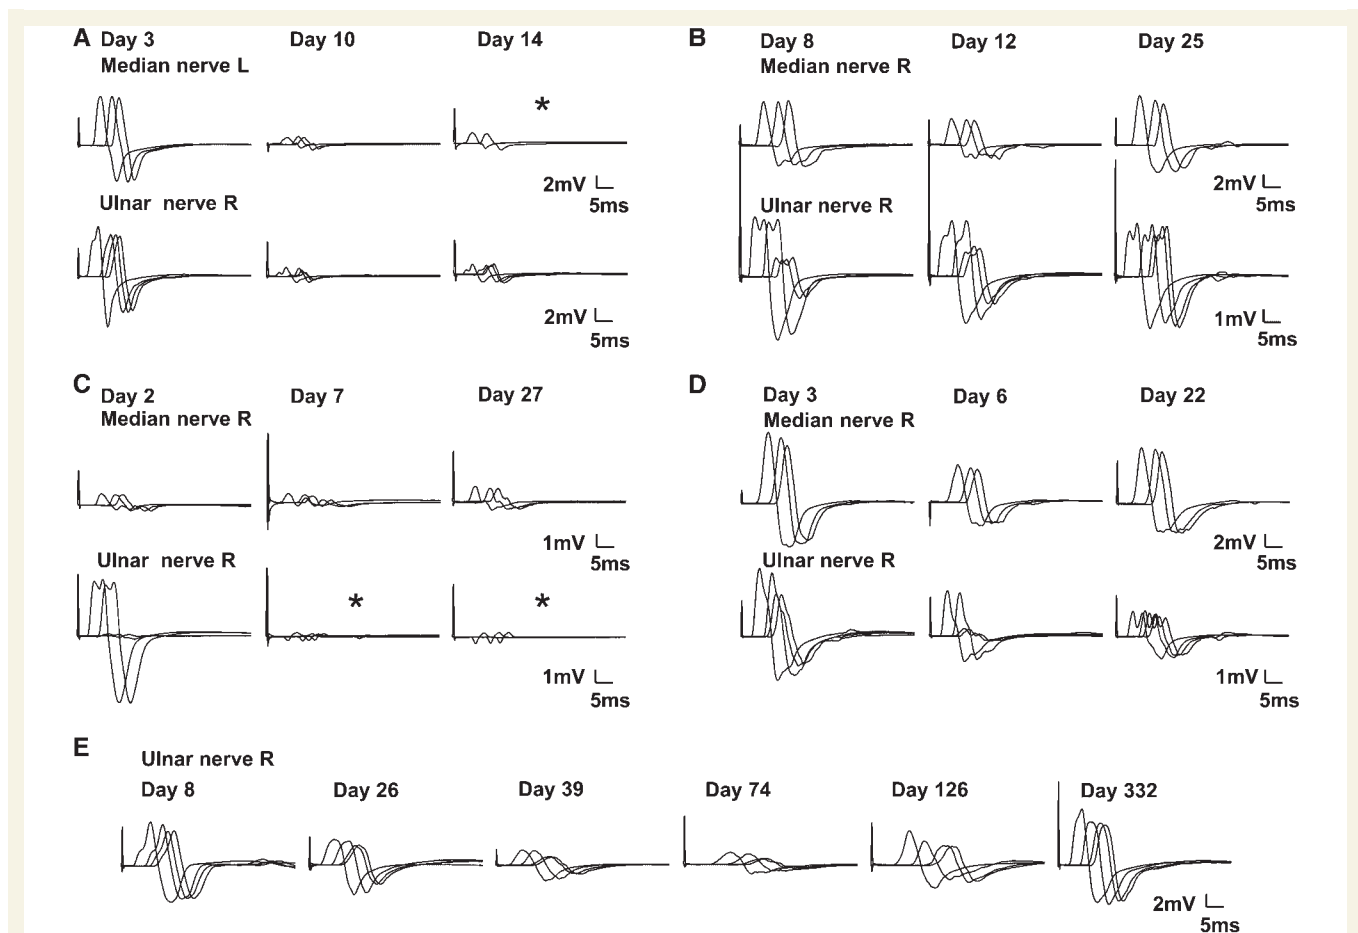 A Day 3 Day 10 Day 14
Median nerve L
*
2mV
5ms
Ulnar nerve R
2mV
5ms
B Day 8 Day 12 Day 25
Median nerve R
2mV
5ms
Ulnar nerve R
1mV
5ms
C Day 2 Day 7 Day 27
Median nerve R
1mV
5ms
Ulnar nerve R
* *
1mV
5ms
D Day 3 Day 6 Day 22
Median nerve R
2mV
5ms
Ulnar nerve R
1mV
5ms
E
Ulnar nerve R
Day 8 Day 26 Day 39 Day 74 Day 126 Day 332
2mV
5ms